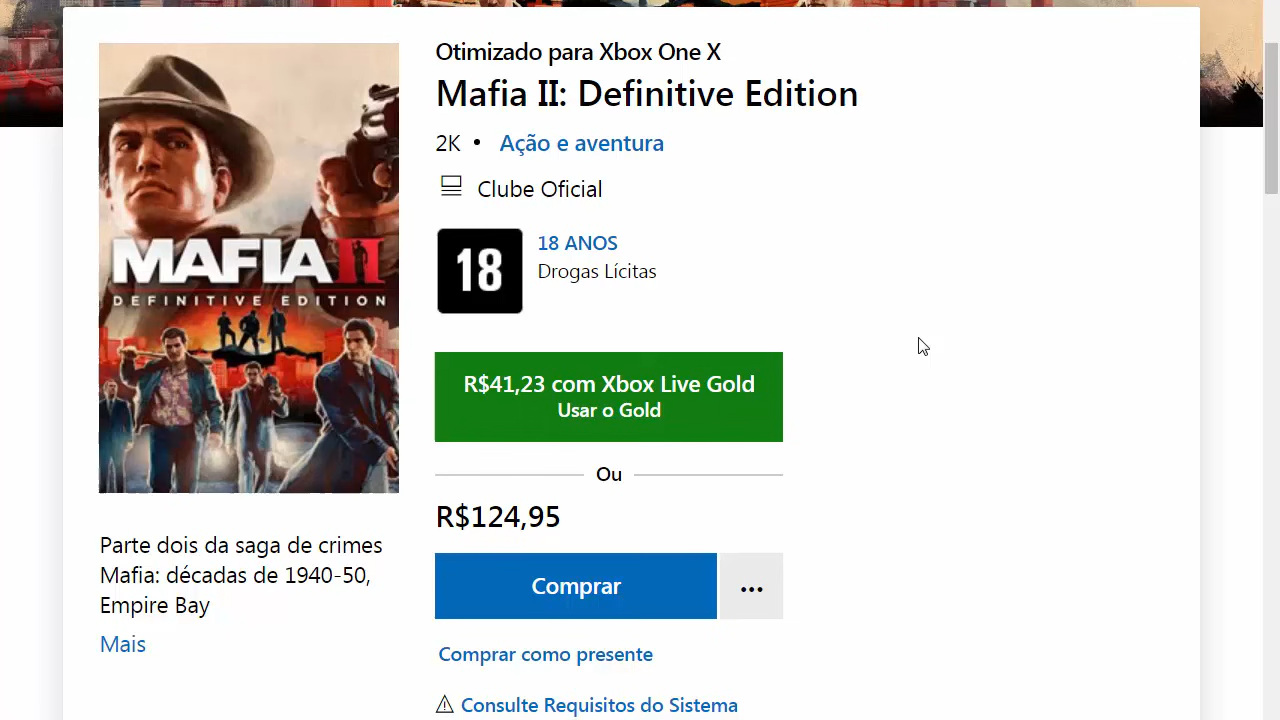 Otimizado para Xbox One X
Mafia II: Definitive Edition
2K • Ação e aventura
Clube Oficial
18
18 ANOS
Drogas Lícitas
MAFIA II
DEFINITIVE EDITION
R$41,23 com Xbox Live Gold
Usar o Gold
Ou
R$124,95
Comprar
...
Comprar como presente
Consulte Requisitos do Sistema
Parte dois da saga de crimes
Mafia: décadas de 1940-50,
Empire Bay
Mais